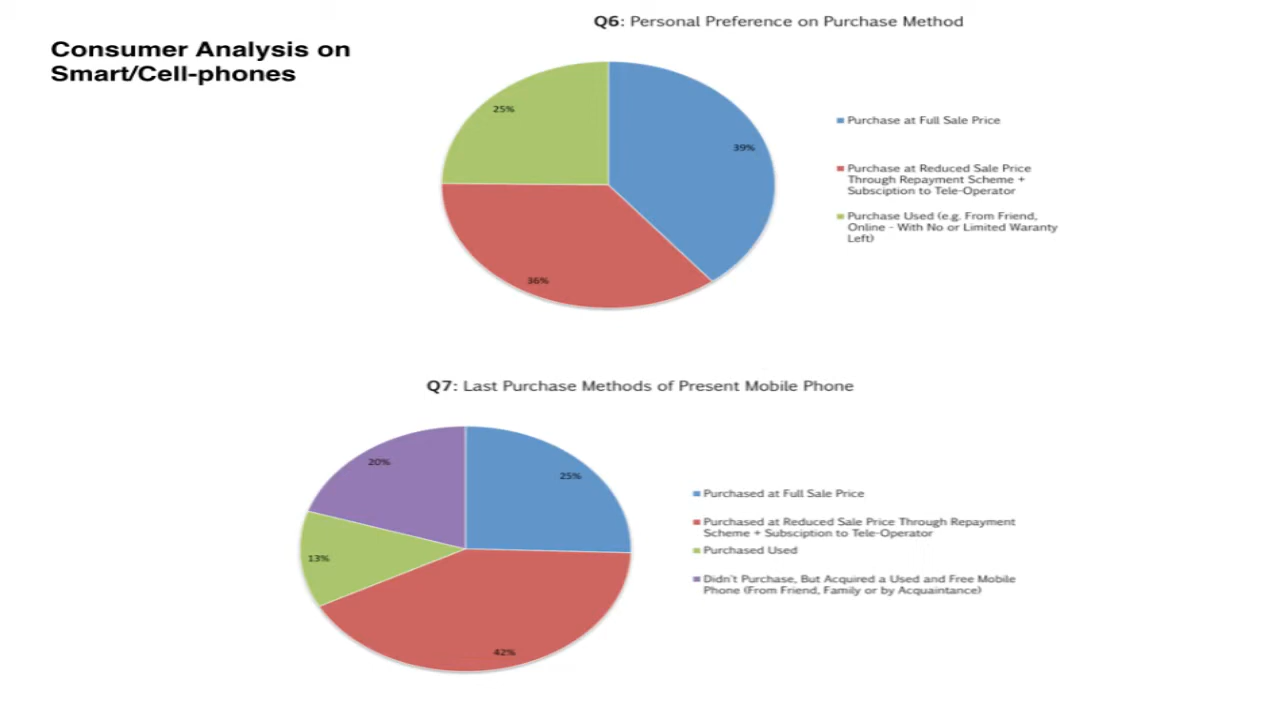 Consumer Analysis on
Smart/Cell-phones
Q6: Personal Preference on Purchase Method
25%
39%
36%
Purchase at Full Sale Price
Purchase at Reduced Sale Price
Through Repayment Scheme +
Subsciption to Tele-Operator
Purchase Used (e.g. From Friend,
Online - With No or Limited Waranty
Left)
Q7: Last Purchase Methods of Present Mobile Phone
20%
25%
13%
42%
Purchased at Full Sale Price
Purchased at Reduced Sale Price Through Repayment
Scheme + Subsciption to Tele-Operator
Purchased Used
Didn't Purchase, But Acquired a Used and Free Mobile
Phone (From Friend, Family or by Acquaintance)